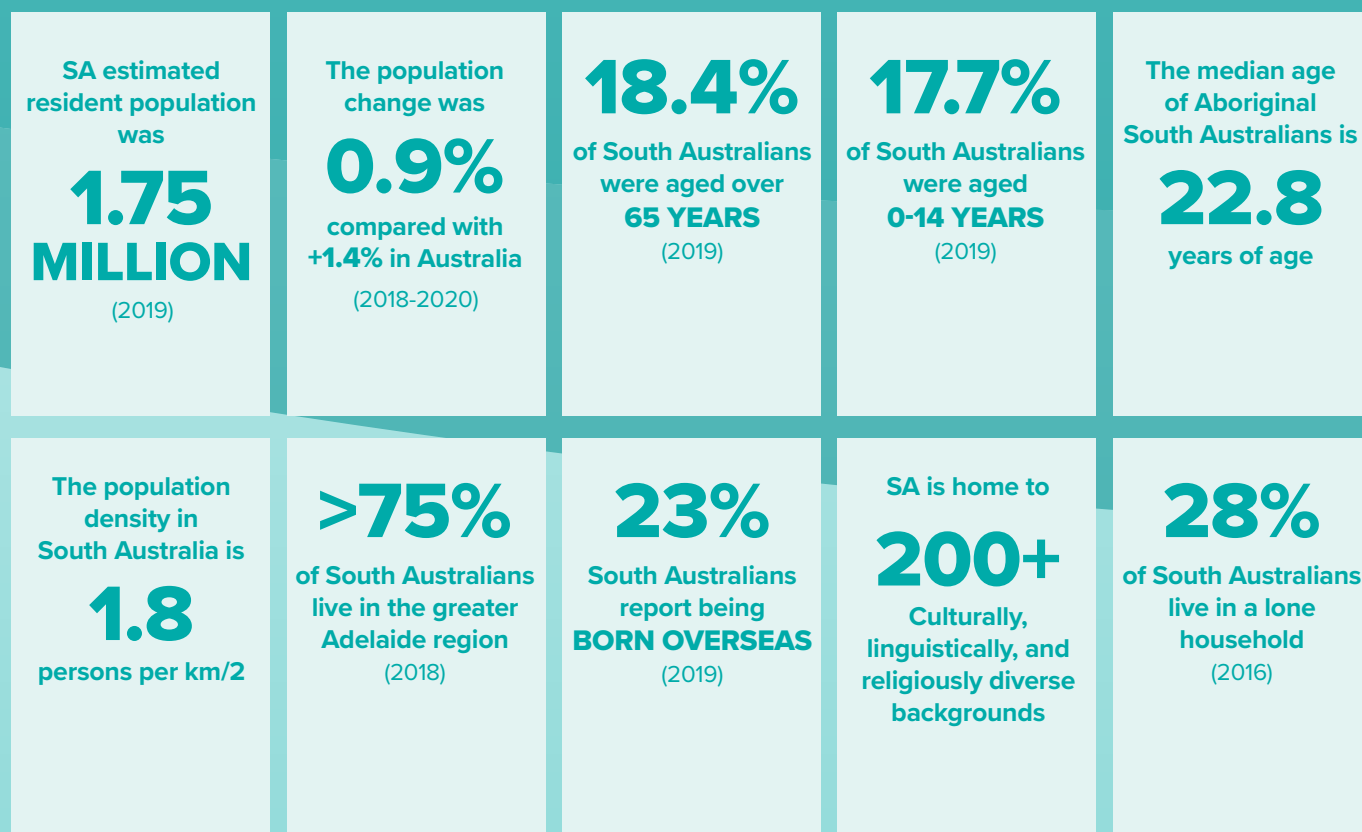 SA estimated
resident population
was
1.75
MILLION
(2019)
The population
change was
0.9%
compared with
+1.4% in Australia
(2018-2020)
18.4%
of South Australians
were aged over
65 YEARS
(2019)
17.7%
of South Australians
were aged
0-14 YEARS
(2019)
The median age
of Aboriginal
South Australians is
22.8
years of age
The population
density in
South Australia is
1.8
persons per km/2
>75%
of South Australians
live in the greater
Adelaide region
(2018)
23%
South Australians
report being
BORN OVERSEAS
(2019)
SA is home to
200+
Culturally,
linguistically, and
religiously diverse
backgrounds
28%
of South Australians
live in a lone
household
(2016)